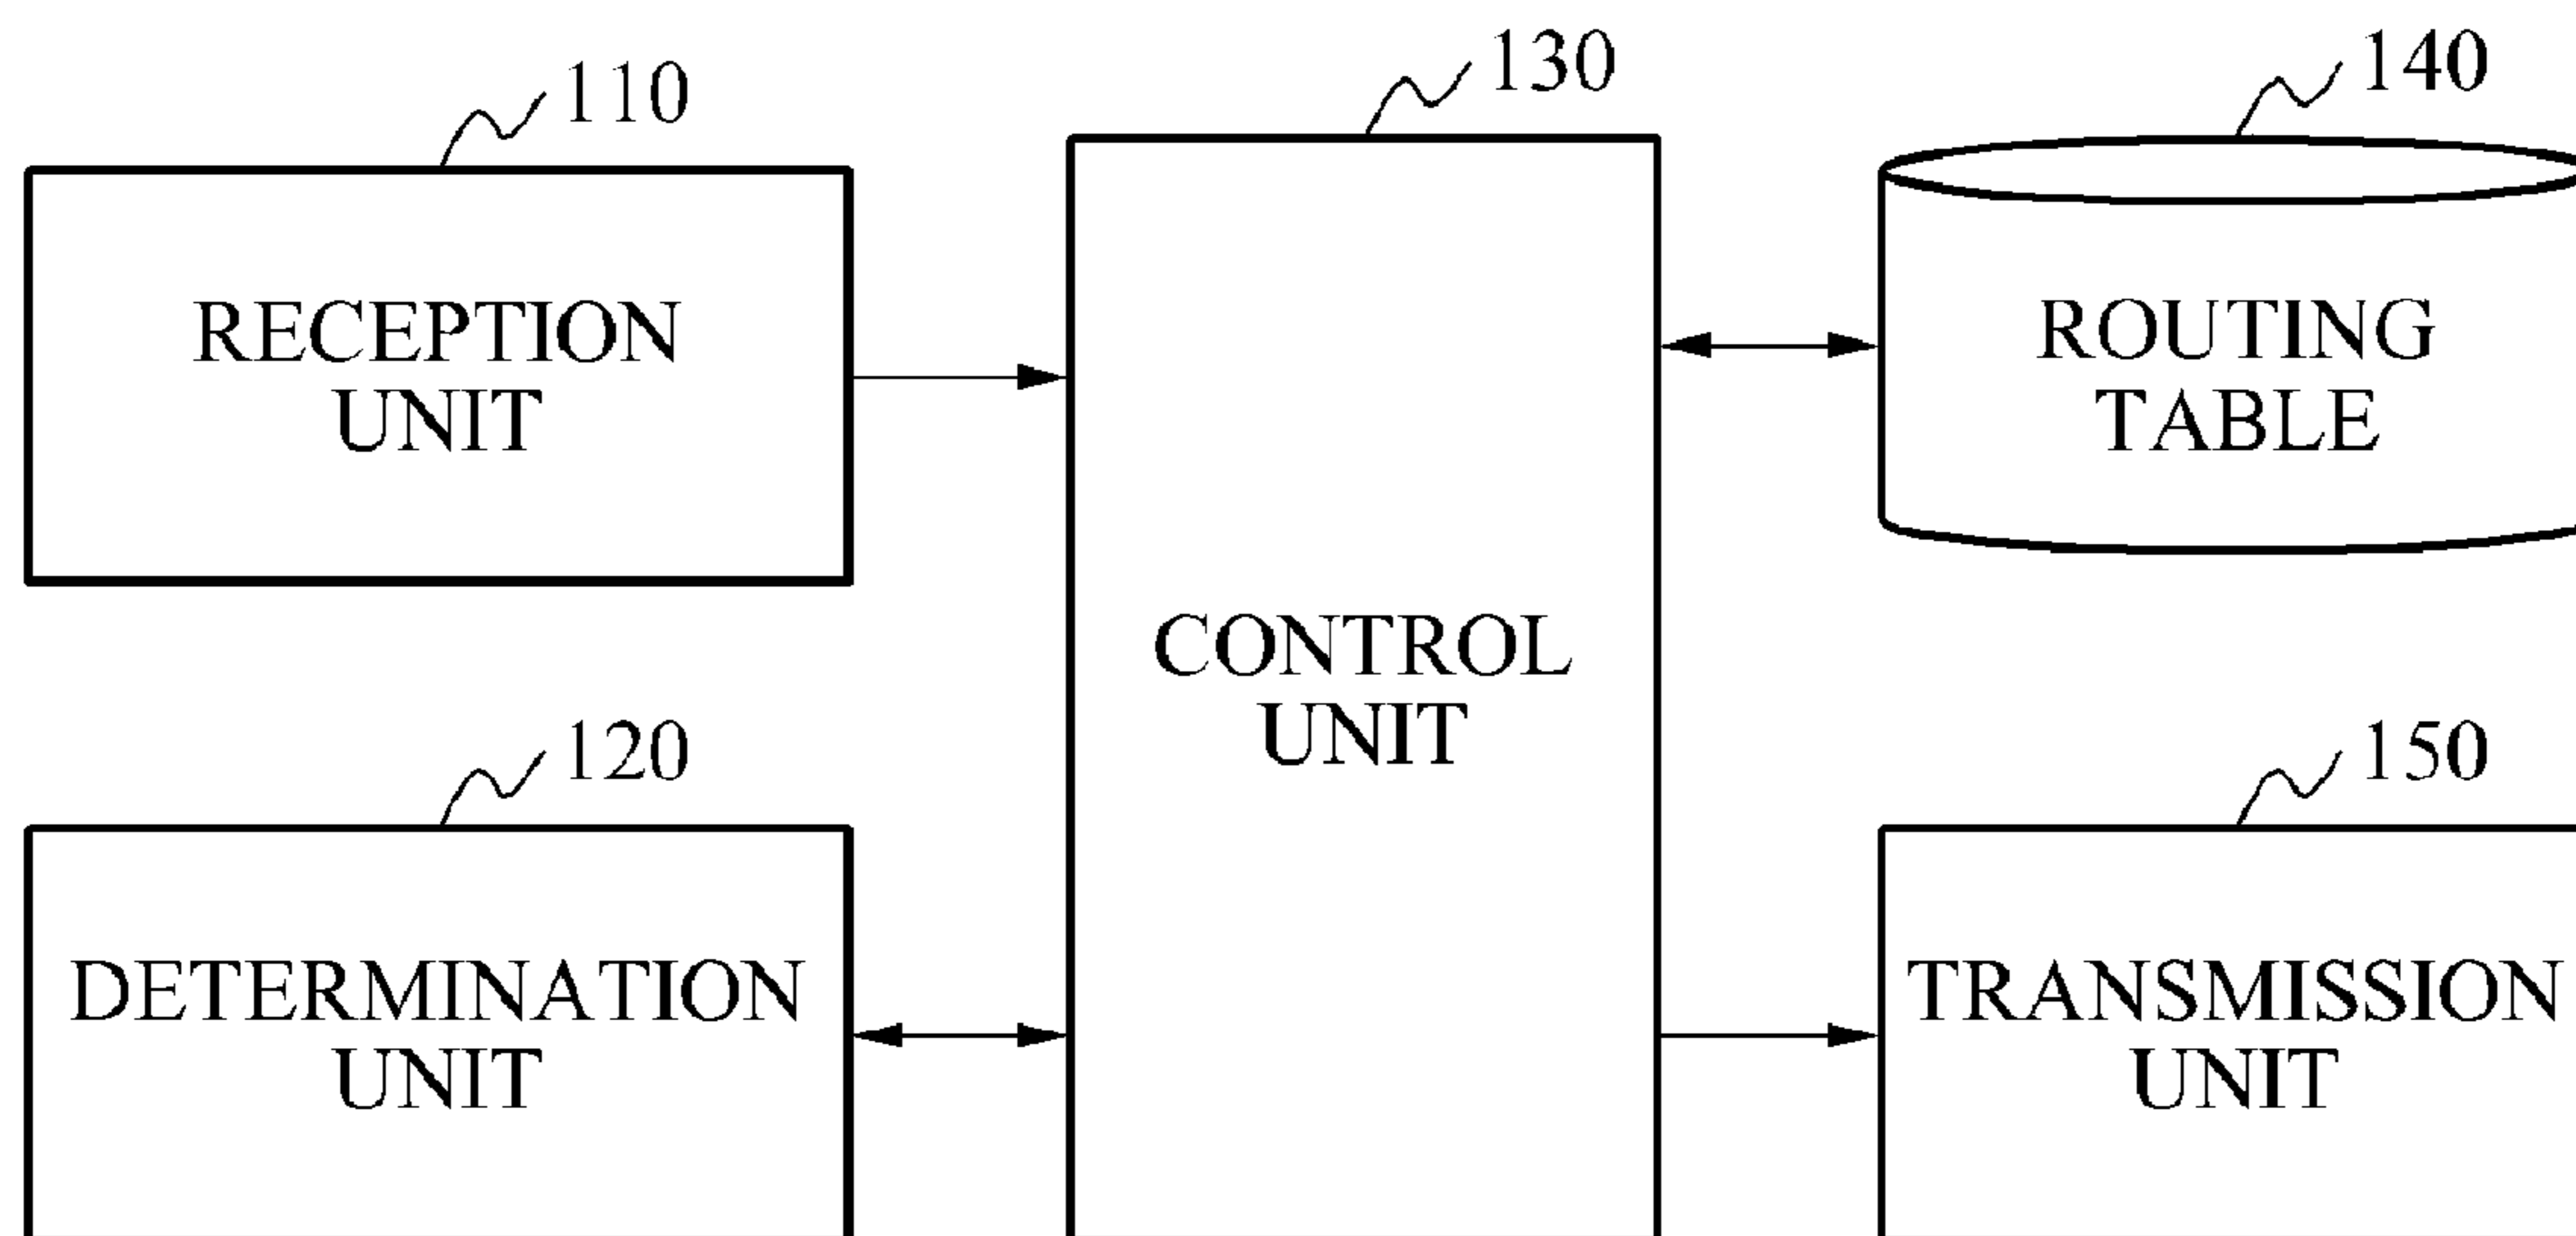 110
RECEPTION
UNIT
120
DETERMINATION
UNIT
130
CONTROL
UNIT
140
ROUTING
TABLE
150
TRANSMISSION
UNIT